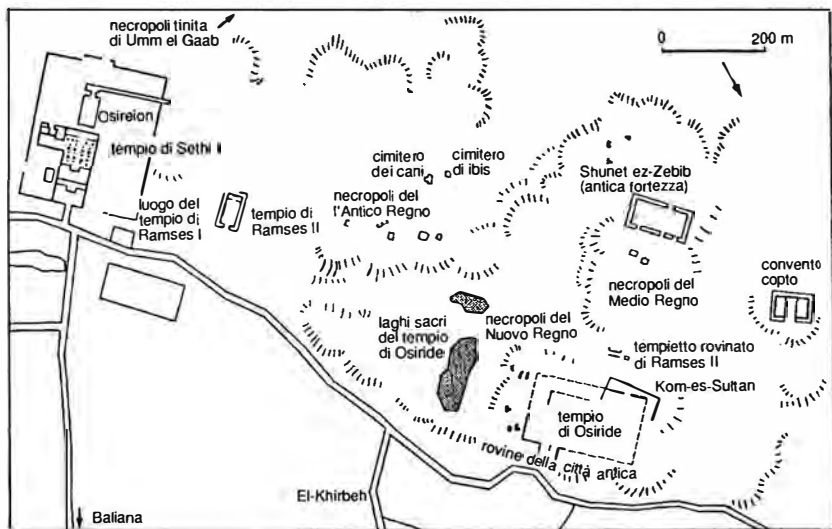 necropoli tinita
di Umm el Gaab
0 200 m
Osireion
tempio di Sethi I
cimitero
dei cani
cimitero
di ibis
Shunet ez-Zebib
(antica fortezza)
luogo del
tempio di
Ramses I
tempio di
Ramses II
necropoli del
l'Antico Regno
convento
copto
necropoli del
Medio Regno
laghi sacri
del tempio
di Osiride
necropoli del
Nuovo Regno
tempietto rovinato
di Ramses II
Kom-es-Sultan
tempio
di Osiride
rovine della città antica
El-Khirbeh
Baliana